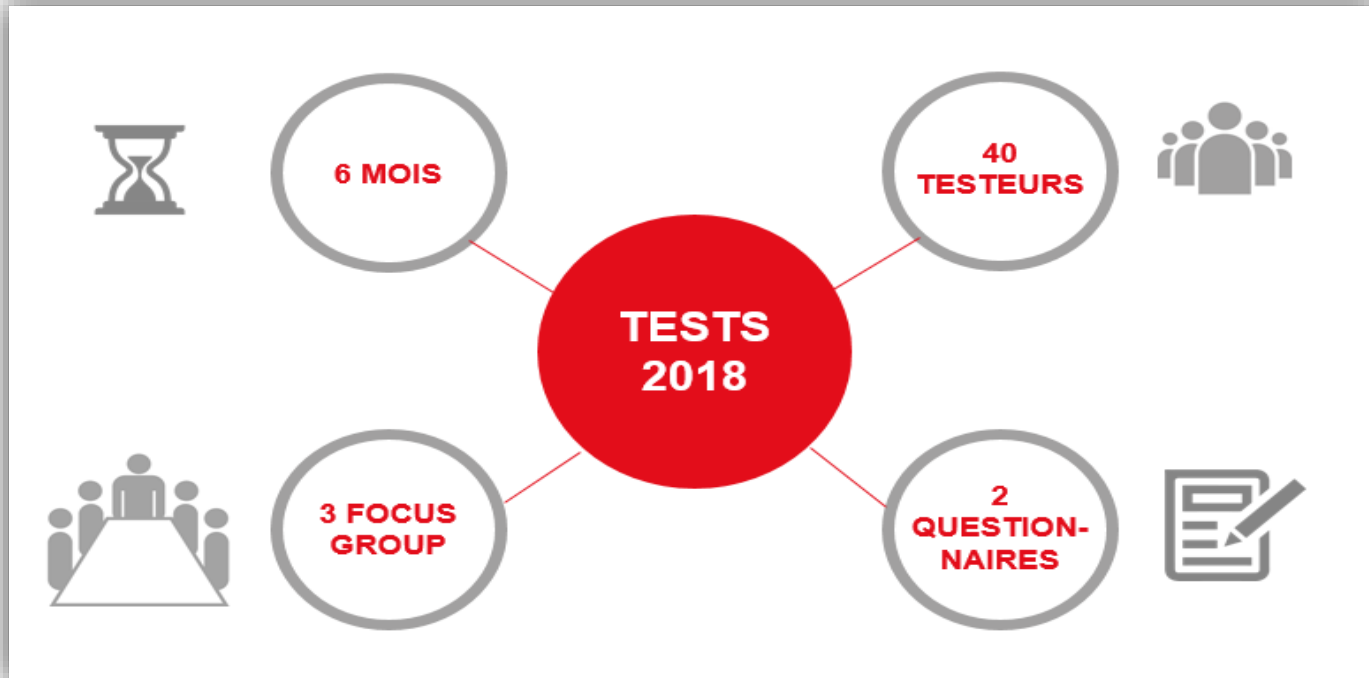 6 MOIS
40
TESTEURS
TESTS
2018
3 FOCUS
GROUP
2
QUESTION-
NAIRES